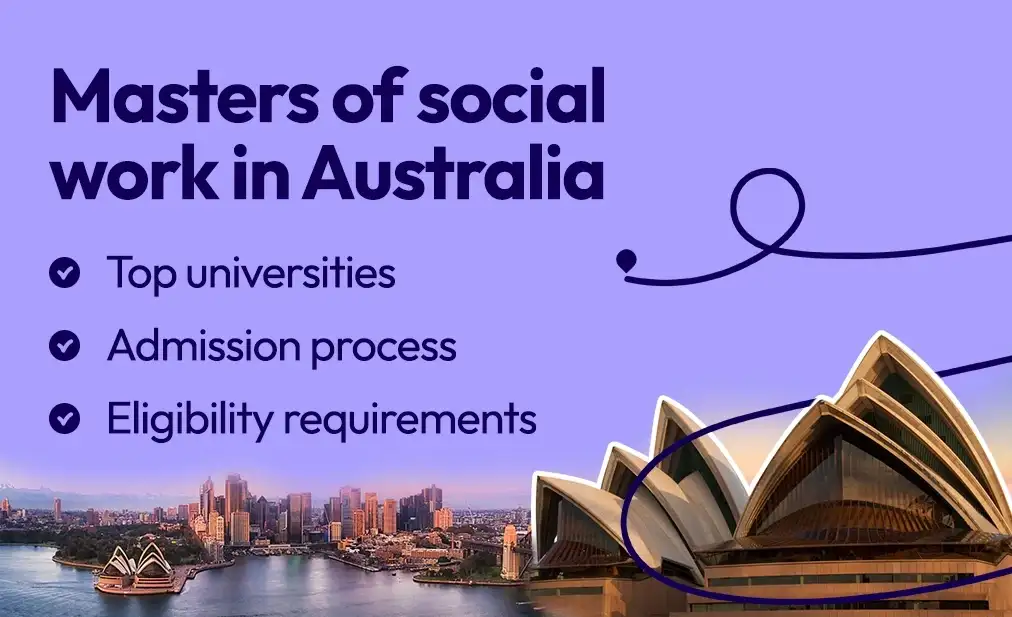 Masters of social
work in Australia
Top universities
Admission process
Eligibility requirements